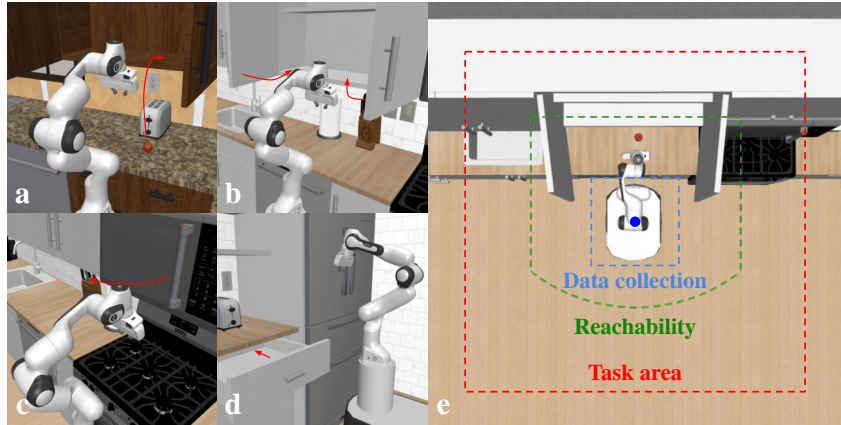 a
b
c
d
Data collection
Reachability
Task area
e